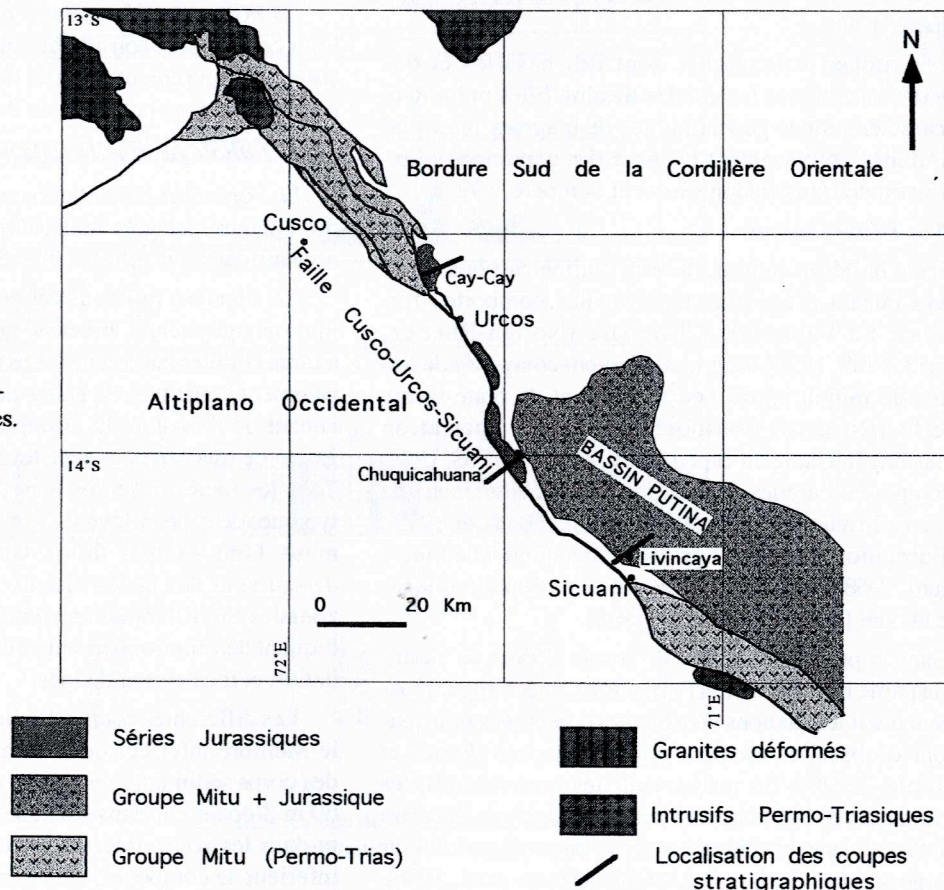 13°S
N
Bordure Sud de la Cordillère Orientale
Cusco
Faille
Cusco-Urcos-Sicuani
Cay-Cay
Urcos
Altiplano Occidental
es.
14°S
Chuquicahuana
BASSIN PUTINA
Livincaya
Sicuani
0 20 Km
72°E
Séries Jurassiques
Groupe Mitu + Jurassique
Groupe Mitu (Permo-Trias)
Granites déformés
Intrusifs Permo-Triasiques
Localisation des coupes
stratigraphiques